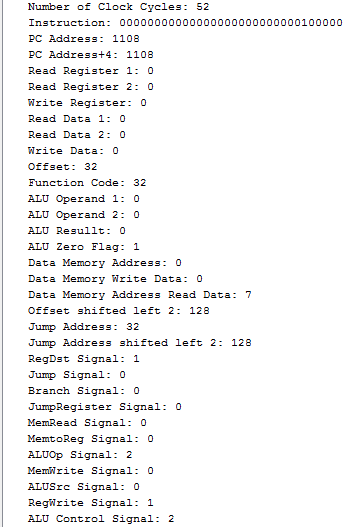 Number of Clock Cycles: 52
Instruction: 00000000000000000000000000100000
PC Address: 1108
PC Address+4: 1108
Read Register 1: 0
Read Register 2: 0
Write Register: 0
Read Data 1: 0
Read Data 2: 0
Write Data: 0
Offset: 32
Function Code: 32
ALU Operand 1: 0
ALU Operand 2: 0
ALU Resullt: 0
ALU Zero Flag: 1
Data Memory Address: 0
Data Memory Write Data: 0
Data Memory Address Read Data: 7
Offset shifted left 2: 128
Jump Address: 32
Jump Address shifted left 2: 128
RegDst Signal: 1
Jump Signal: 0
Branch Signal: 0
JumpRegister Signal: 0
MemRead Signal: 0
MemtoReg Signal: 0
ALUOp Signal: 2
MemWrite Signal: 0
ALUSrc Signal: 0
RegWrite Signal: 1
ALU Control Signal: 2